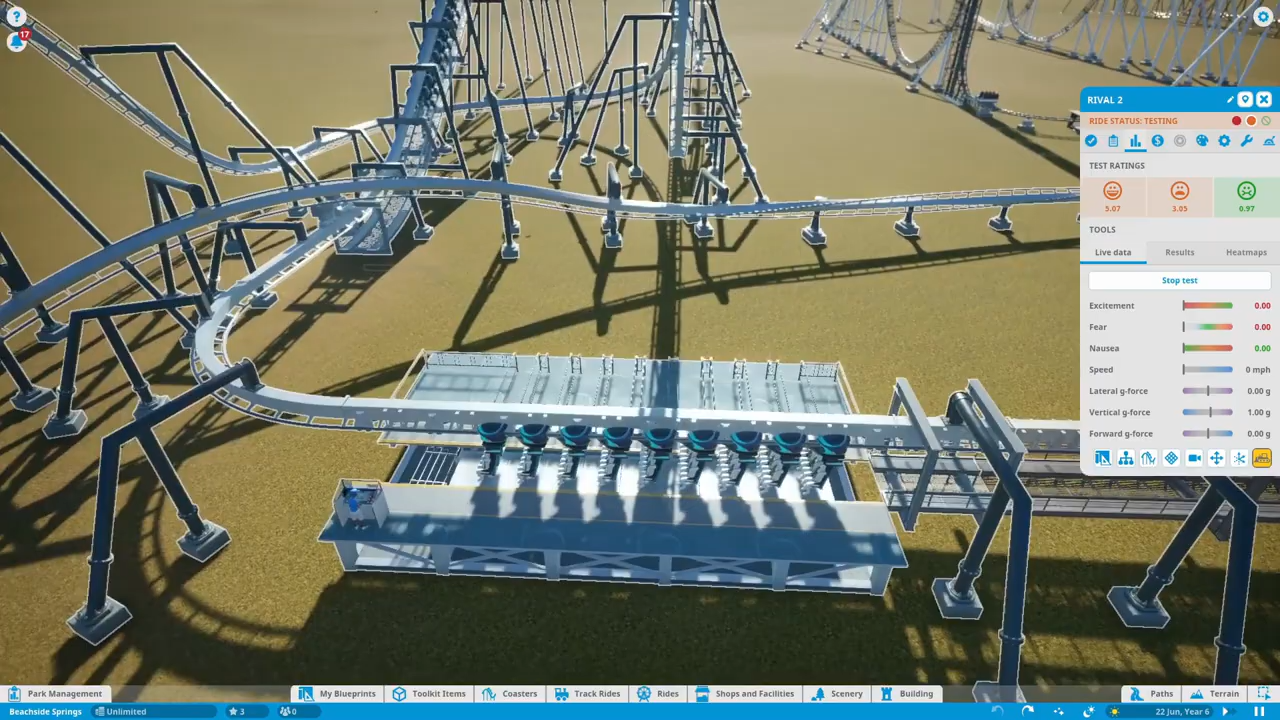 17
RIVAL 2
RIDE STATUS: TESTING
TEST RATINGS
5.07 3.05 0.97
TOOLS
Live data Results Heatmaps
Stop test
Excitement 0.00
Fear 0.00
Nausea 0.00
Speed 0 mph
Lateral g-force 0.00 g
Vertical g-force 1.00 g
Forward g-force 0.00 g
Park Management My Blueprints Toolkit Items Coasters Track Rides Rides Shops and Facilities Scenery Building Paths Terrain
Beachside Springs Unlimited 3 0 22 Jun, Year 6